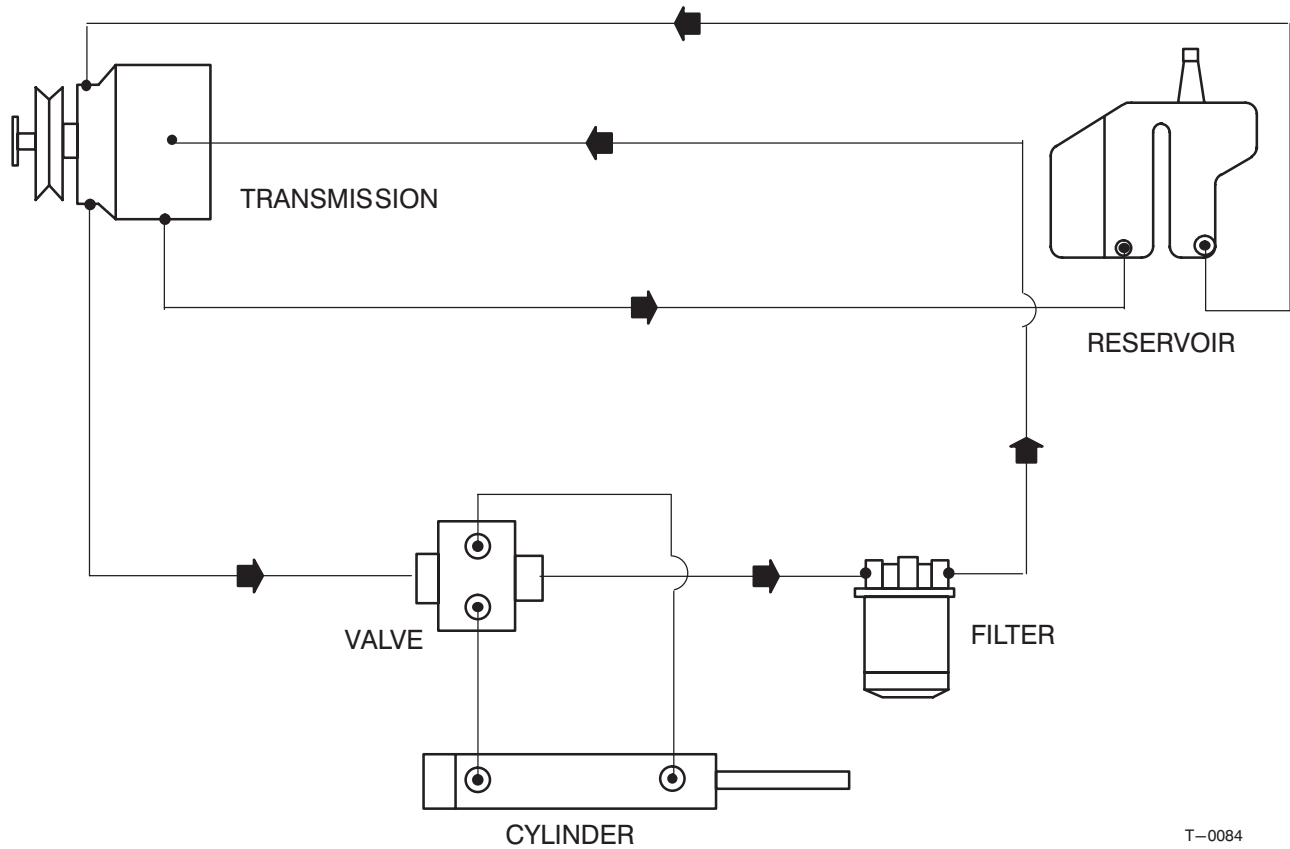 TRANSMISSION
RESERVOIR
VALVE
FILTER
CYLINDER
T–0084